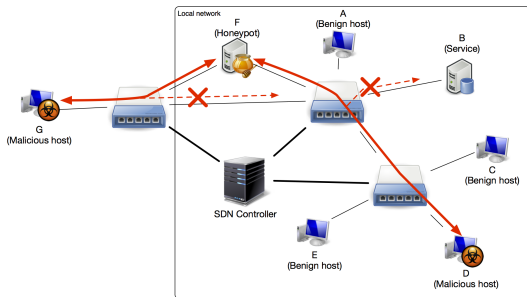 Local network
F
(Honeypot)
A
(Benign host)
B
(Service)
G
(Malicious host)
C
(Benign host)
SDN Controller
E
(Benign host)
D
(Malicious host)